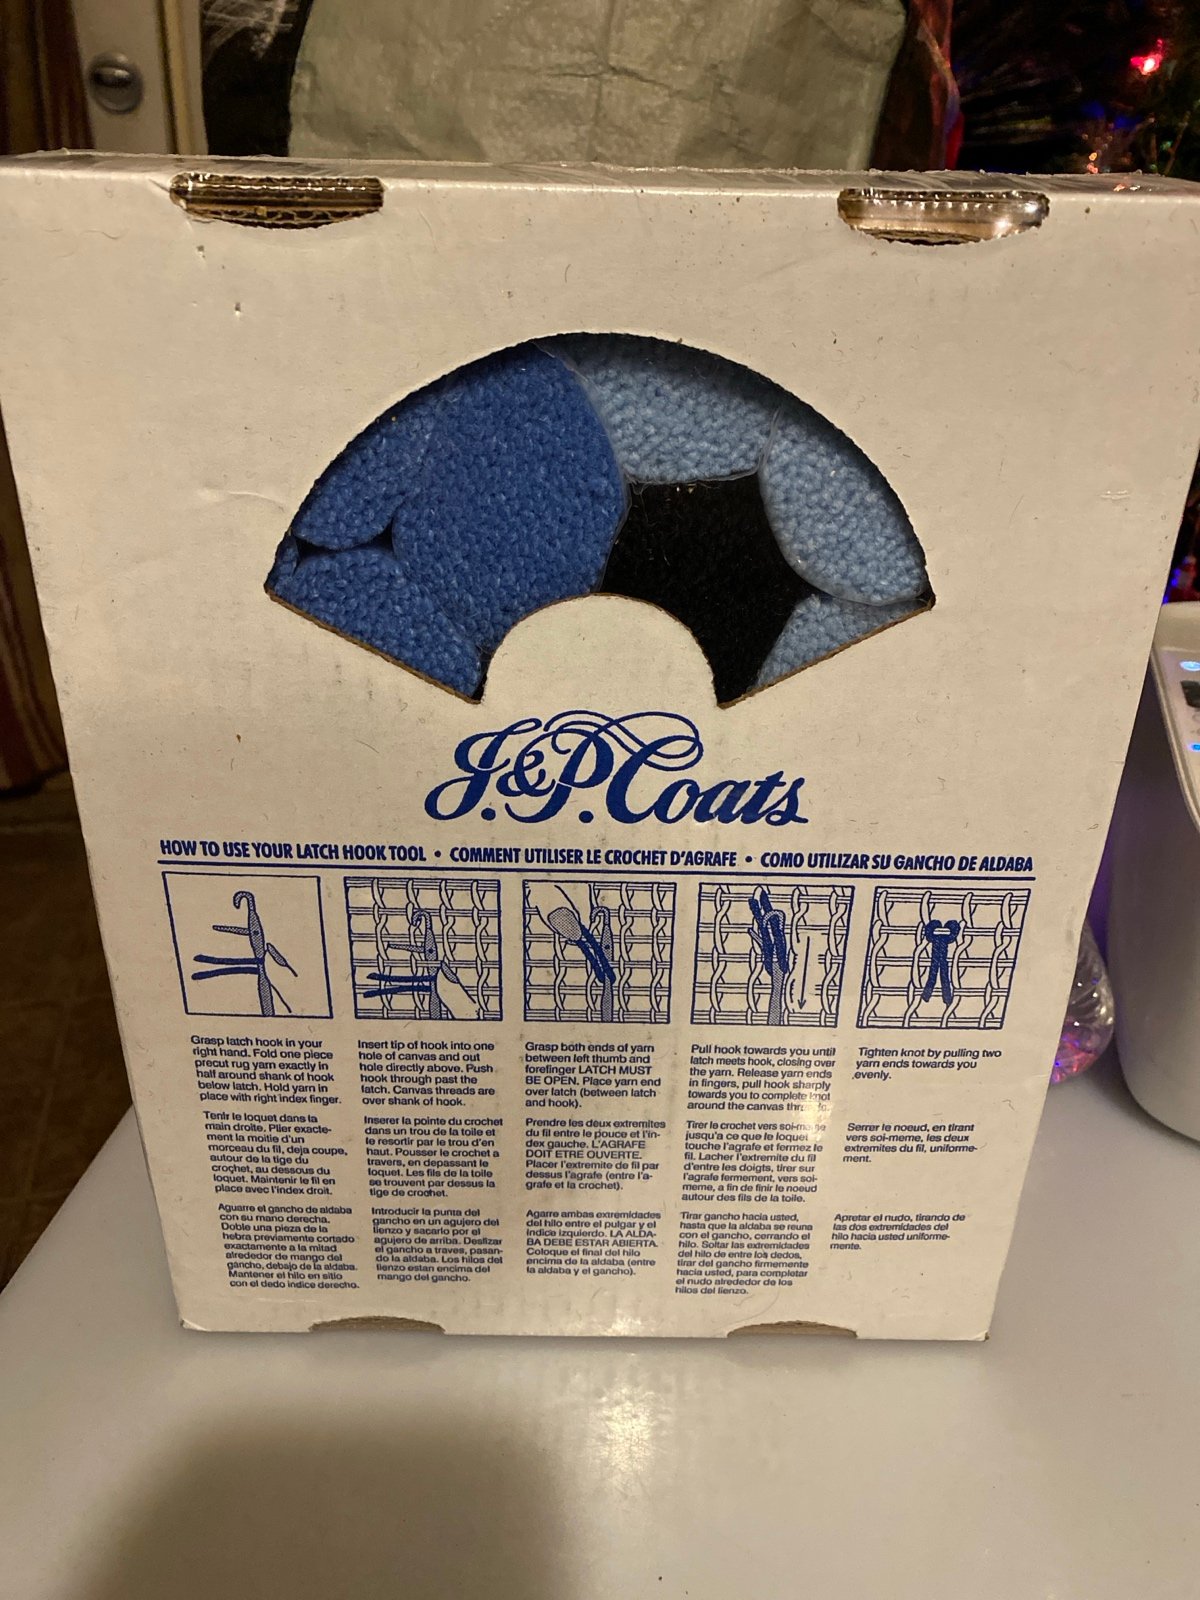 J.&P. Coats
HOW TO USE YOUR LATCH HOOK TOOL • COMMENT UTILISER LE CROCHET D'AGRAFE • COMO UTILIZAR SU GANCHO DE ALDABA
Grasp latch hook in your
right hand. Fold one piece
precut rug yarn exactly in
half around shank of hook
below latch. Hold yarn in
place with right index finger.
Tenir le loquet dans la
main droite. Plier exacte-
ment la moitie d'un
morceau du fil, deja coupe,
autour de la tige du
crochet, au dessous du
loquet. Maintenir le fil en
place avec l'index droit.
Aguarre el gancho de aldaba
con su mano derecha.
Doble una pieza de la
hebra previamente cortado
exactamente a la mitad
alrededor de mango del
gancho, debajo de la aldaba.
Mantener el hilo en sitio
con el dedo indice derecho.
Insert tip of hook into one
hole of canvas and out
hole directly above. Push
hook through past the
latch. Canvas threads are
over shank of hook.
Inserer la pointe du crochet
dans un trou de la toile et
le resortir par le trou d'en
haut. Pousser le crochet a
travers, en depassant le
loquet. Les fils de la toile
se trouvent par dessus la
tige de crochet.
Introducir la punta del
gancho en un agujero del
lienzo y sacarlo por el
agujero de arriba. Deslizar
el gancho a traves, pasan-
do la aldaba. Los hilos del
lienzo estan encima del
mango del gancho.
Grasp both ends of yarn
between left thumb and
forefinger LATCH MUST
BE OPEN. Place yarn end
over latch (between latch
and hook).
Prendre les deux extremites
du fil entre le pouce et l'in-
dex gauche. L'AGRAFE
DOIT ETRE OUVERTE.
Placer l'extremite de fil par
dessus l'agrafe (entre l'a-
grafe et la crochet).
Agarre ambas extremidades
del hilo entre el pulgar y el
indice izquierdo. LA ALDA-
BA DEBE ESTAR ABIERTA.
Coloque el final del hilo
encima de la aldaba (entre
la aldaba y el gancho).
Pull hook towards you until
latch meets hook, closing over
the yarn. Release yarn ends
in fingers, pull hook sharply
towards you to complete knot
around the canvas
Tirer le crochet vers
jusqu'a ce que le loquet
touche l'agrafe et fermez le
fil. Lacher l'extremite du fil
d'entre les doigts, tirer sur
l'agrafe fermement, vers soi-
meme, a fin de finir le noeud
autour des fils de la toile.
Tirar gancho hacia usted,
hasta que la aldaba se reuna
con el gancho, cerrando el
hilo. Soltar las extremidades
del hilo de entre los dedos,
tirar del gancho firmemente
hacia usted, para completar
el nudo alrededor de los
hilos del lienzo.
Tighten knot by pulling two
yarn ends towards you
evenly.
Serrer le noeud, en tirant
vers soi-meme, les deux
extremites du fil, uniforme-
ment.
Apretar el nudo, tirando de
las dos extremidades del
hilo hacia usted uniforme-
mente.